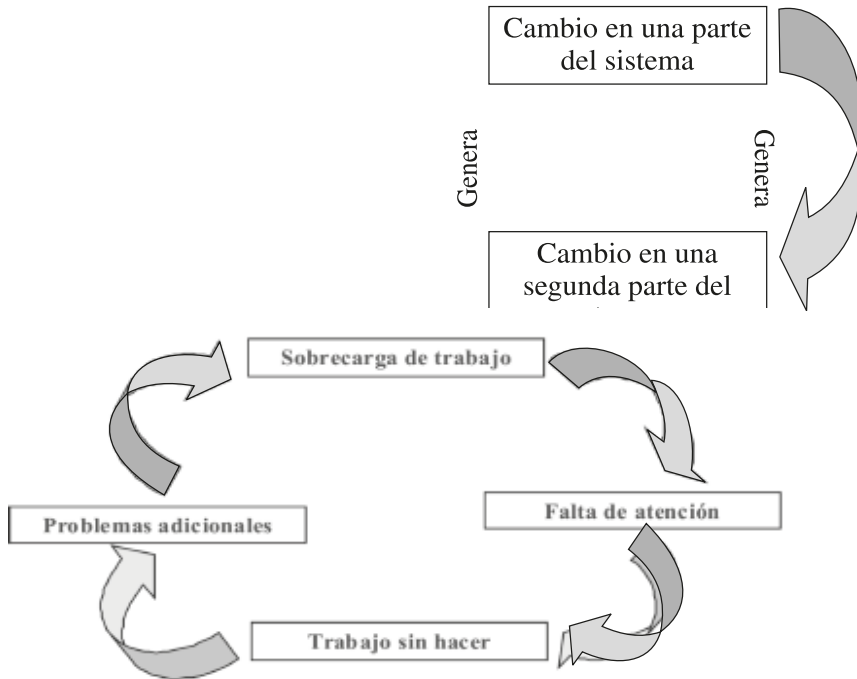 Cambio en una parte
del sistema
Genera
Genera
Cambio en una
segunda parte del
Sobrecarga de trabajo
Problemas adicionales
Falta de atención
Trabajo sin hacer